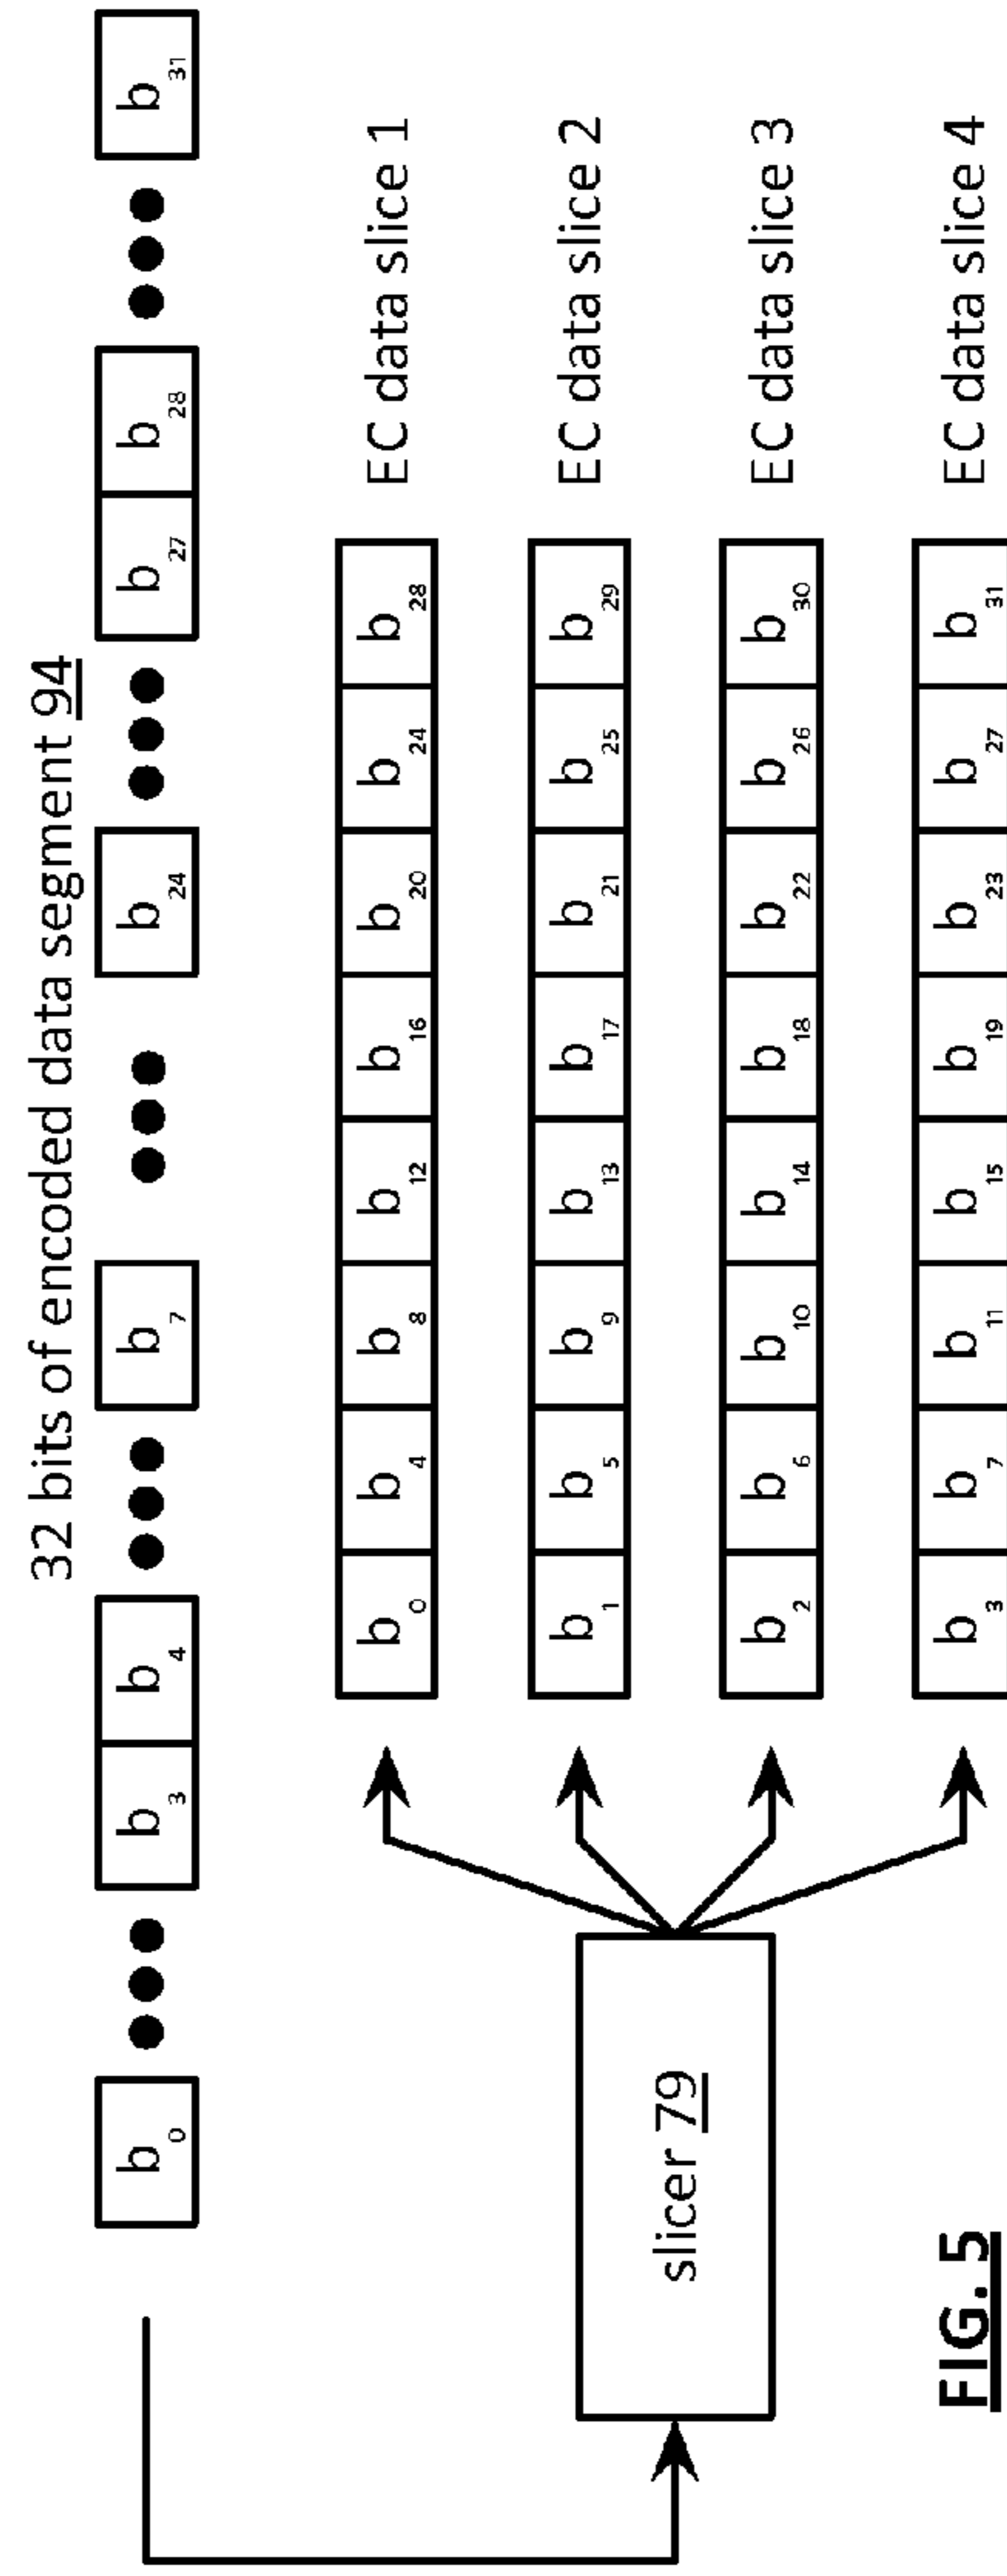 32 bits of encoded data segment 94
b0 ●●● b3 b4 ●●● b7 ●●● b24 ●●● b27 b28 ●●● b31
b0 b4 b8 b12 b16 b20 b24 b28 EC data slice 1
b1 b5 b9 b13 b17 b21 b25 b29 EC data slice 2
slicer 79
b2 b6 b10 b14 b18 b22 b26 b30 EC data slice 3
b3 b7 b11 b15 b19 b23 b27 b31 EC data slice 4
FIG. 5